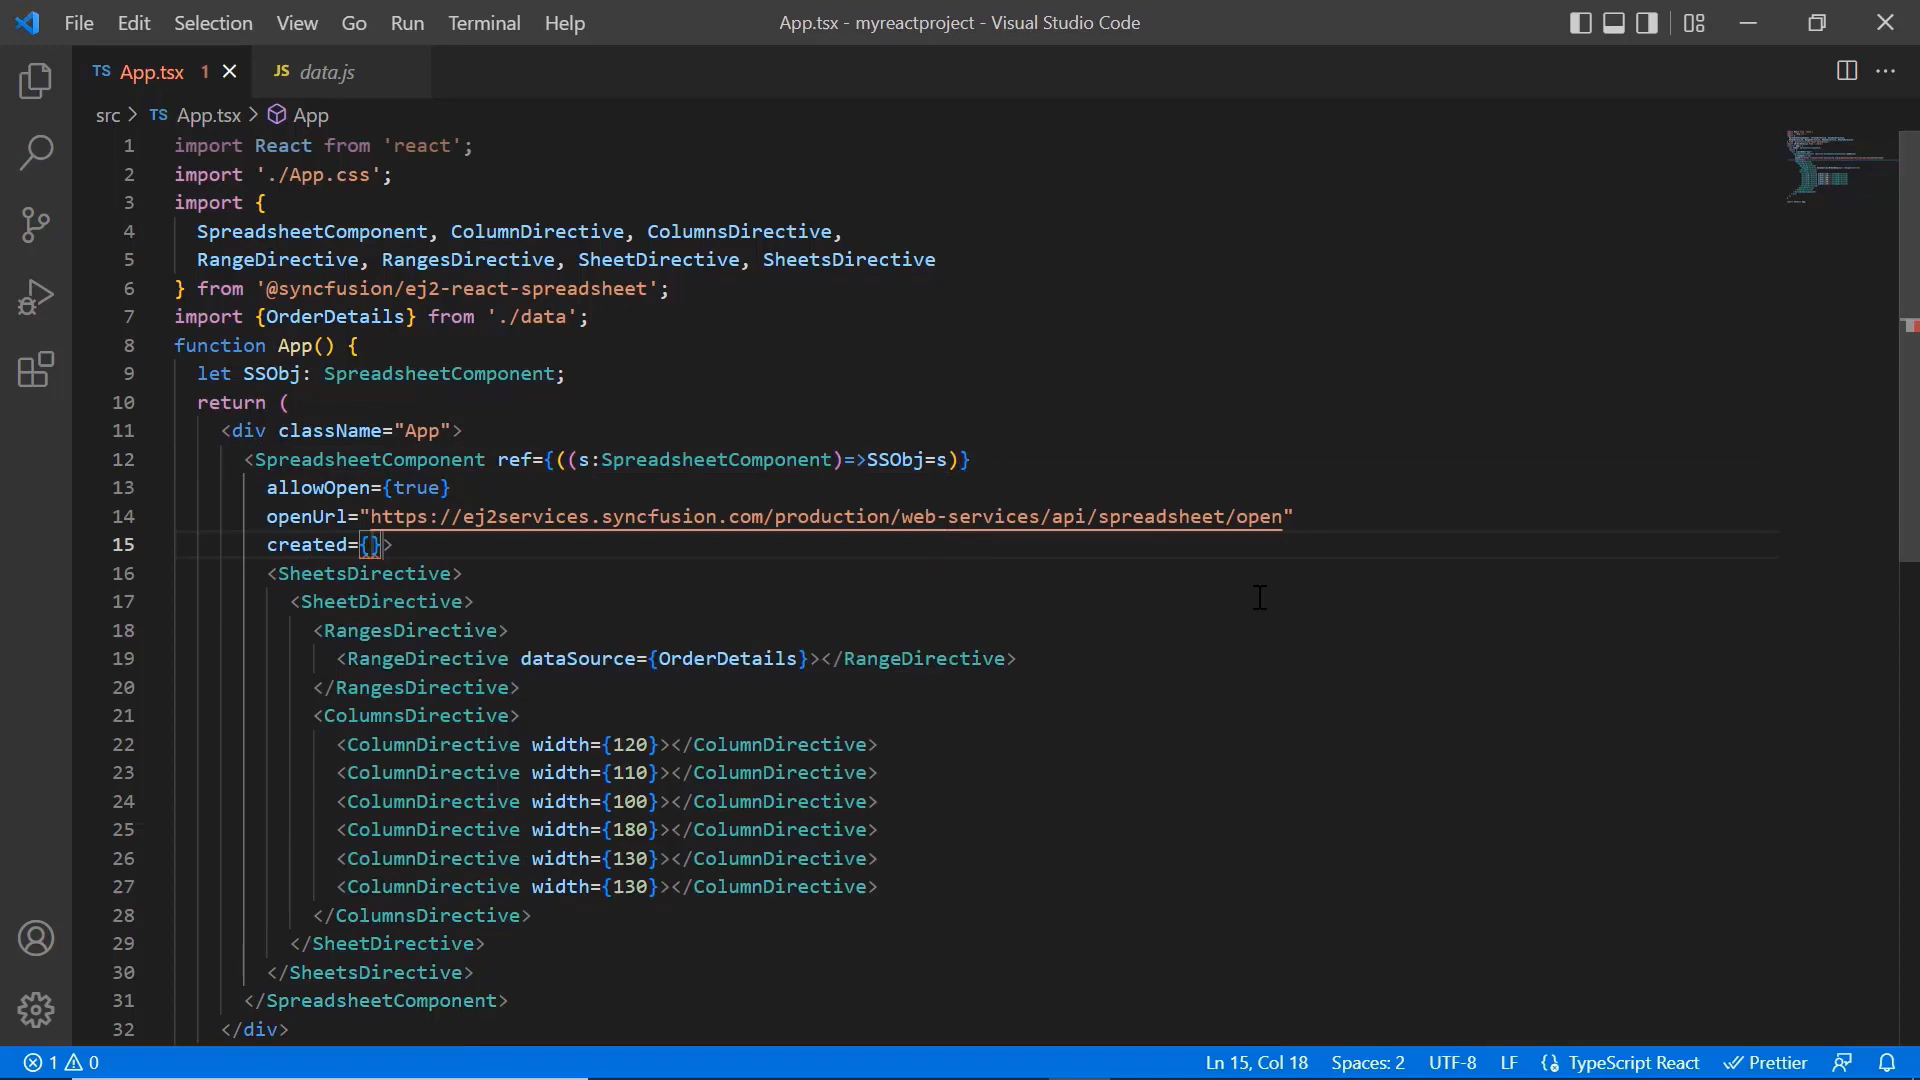 File Edit Selection View Go Run Terminal Help App.tsx - myreactproject - Visual Studio Code
TS App.tsx 1 JS data.js
src > TS App.tsx > App
1 import React from 'react';
2 import './App.css';
3 import {
4 SpreadsheetComponent, ColumnDirective, ColumnsDirective,
5 RangeDirective, RangesDirective, SheetDirective, SheetsDirective
6 } from '@syncfusion/ej2-react-spreadsheet';
7 import {OrderDetails} from './data';
8 function App() {
9 let SSObj: SpreadsheetComponent;
10 return (
11 <div className="App">
12 <SpreadsheetComponent ref={((s:SpreadsheetComponent)=>SSObj=s)}
13 allowOpen={true}
14 openUrl="https://ej2services.syncfusion.com/production/web-services/api/spreadsheet/open"
15 created={}>
16 <SheetsDirective>
17 <SheetDirective>
18 <RangesDirective>
19 <RangeDirective dataSource={OrderDetails}></RangeDirective>
20 </RangesDirective>
21 <ColumnsDirective>
22 <ColumnDirective width={120}></ColumnDirective>
23 <ColumnDirective width={110}></ColumnDirective>
24 <ColumnDirective width={100}></ColumnDirective>
25 <ColumnDirective width={180}></ColumnDirective>
26 <ColumnDirective width={130}></ColumnDirective>
27 <ColumnDirective width={130}></ColumnDirective>
28 </ColumnsDirective>
29 </SheetDirective>
30 </SheetsDirective>
31 </SpreadsheetComponent>
32 </div>
1 0 Ln 15, Col 18 Spaces: 2 UTF-8 LF {} TypeScript React Prettier